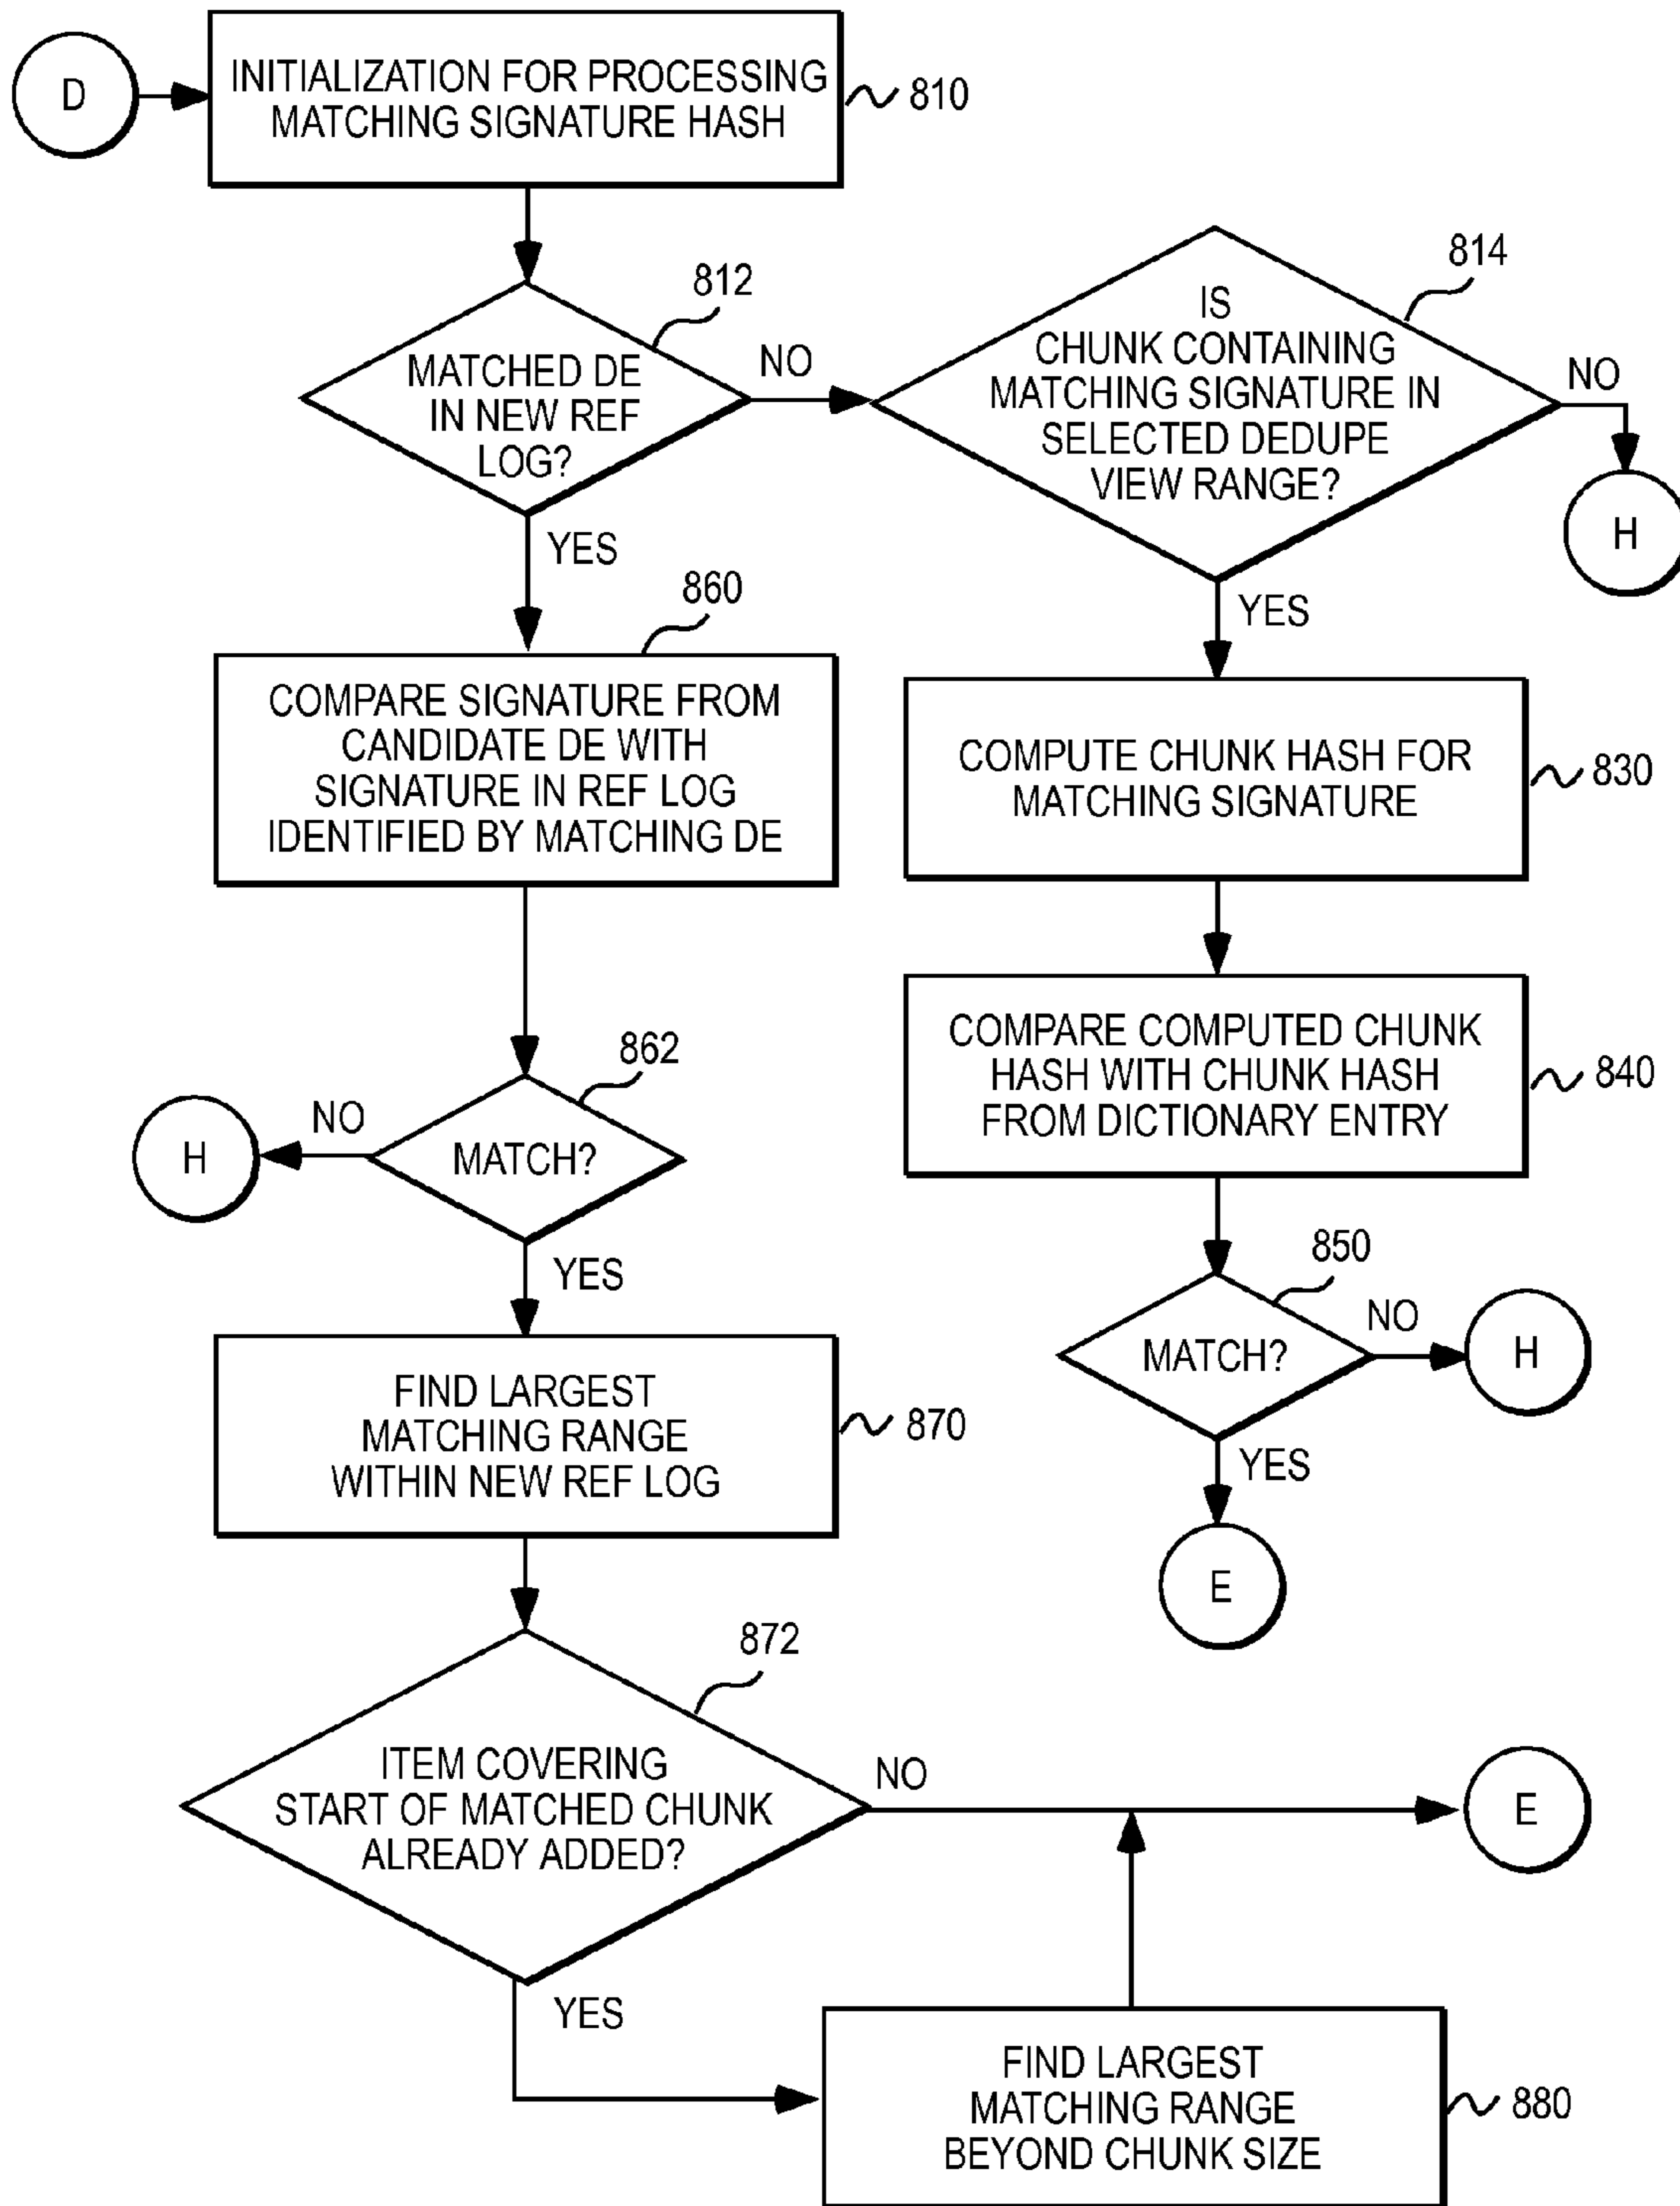 D
INITIALIZATION FOR PROCESSING
MATCHING SIGNATURE HASH
810
812
MATCHED DE
IN NEW REF
LOG?
NO
YES
814
IS
CHUNK CONTAINING
MATCHING SIGNATURE IN
SELECTED DEDUPE
VIEW RANGE?
NO
H
YES
860
COMPARE SIGNATURE FROM
CANDIDATE DE WITH
SIGNATURE IN REF LOG
IDENTIFIED BY MATCHING DE
COMPUTE CHUNK HASH FOR
MATCHING SIGNATURE
830
COMPARE COMPUTED CHUNK
HASH WITH CHUNK HASH
FROM DICTIONARY ENTRY
840
862
MATCH?
NO
H
YES
850
MATCH?
NO
H
YES
E
FIND LARGEST
MATCHING RANGE
WITHIN NEW REF LOG
870
872
ITEM COVERING
START OF MATCHED CHUNK
ALREADY ADDED?
NO
E
YES
FIND LARGEST
MATCHING RANGE
BEYOND CHUNK SIZE
880